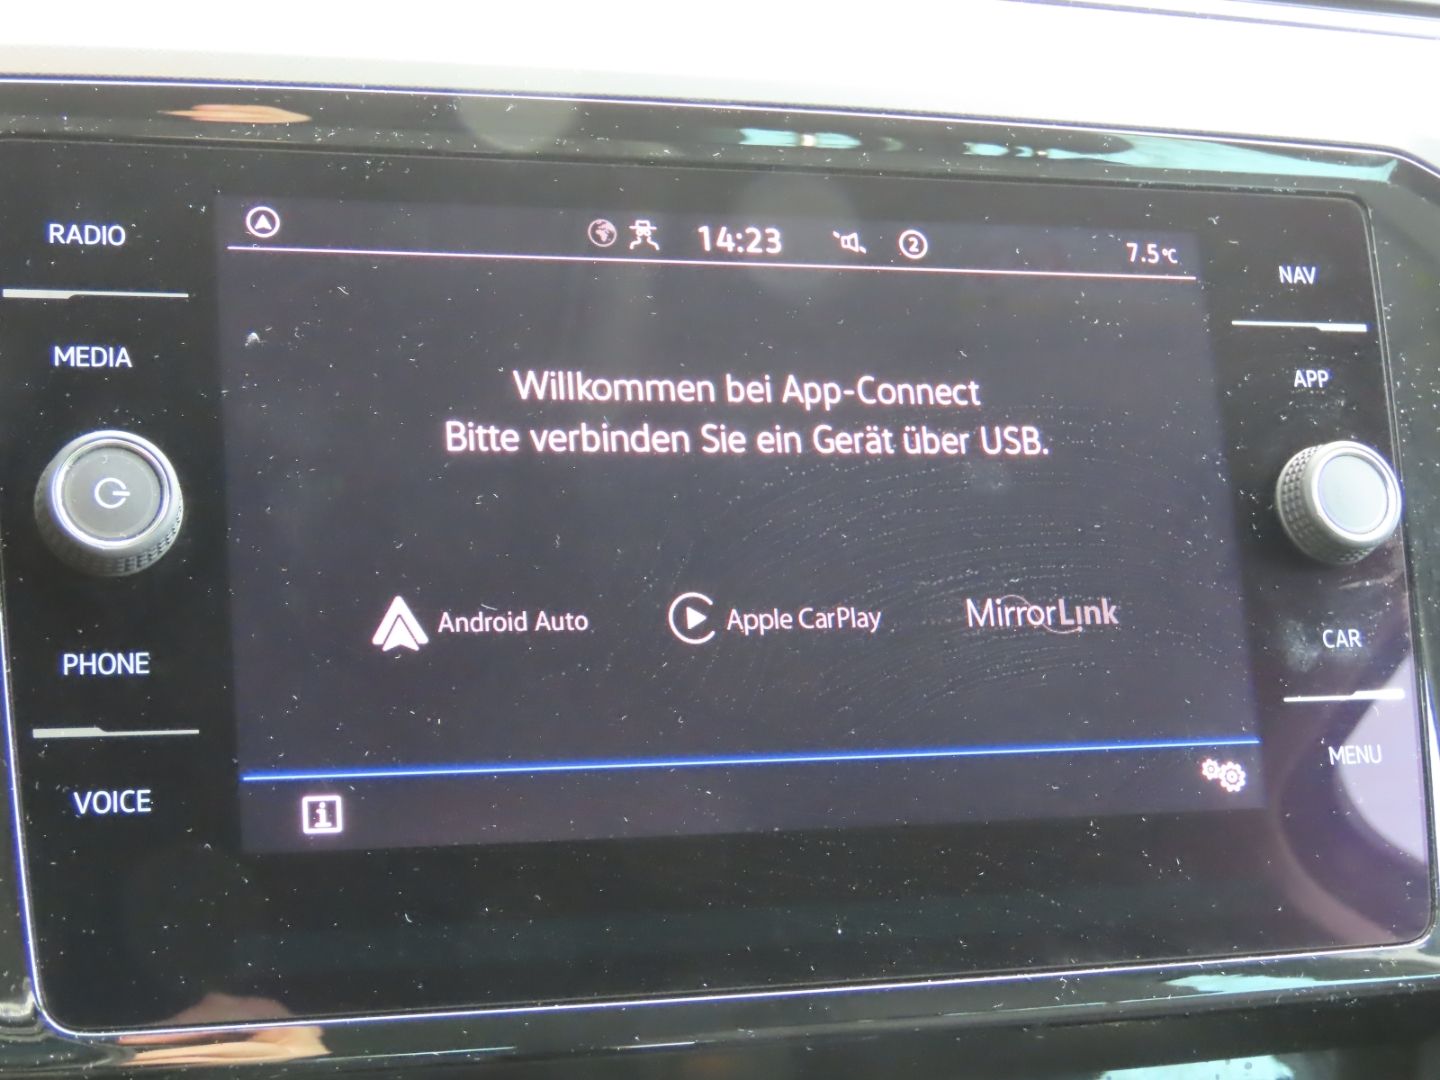 RADIO
MEDIA
PHONE
VOICE
14:23
2
7.5°C
Willkommen bei App-Connect
Bitte verbinden Sie ein Gerät über USB.
Android Auto
Apple CarPlay
MirrorLink
i
NAV
APP
CAR
MENU